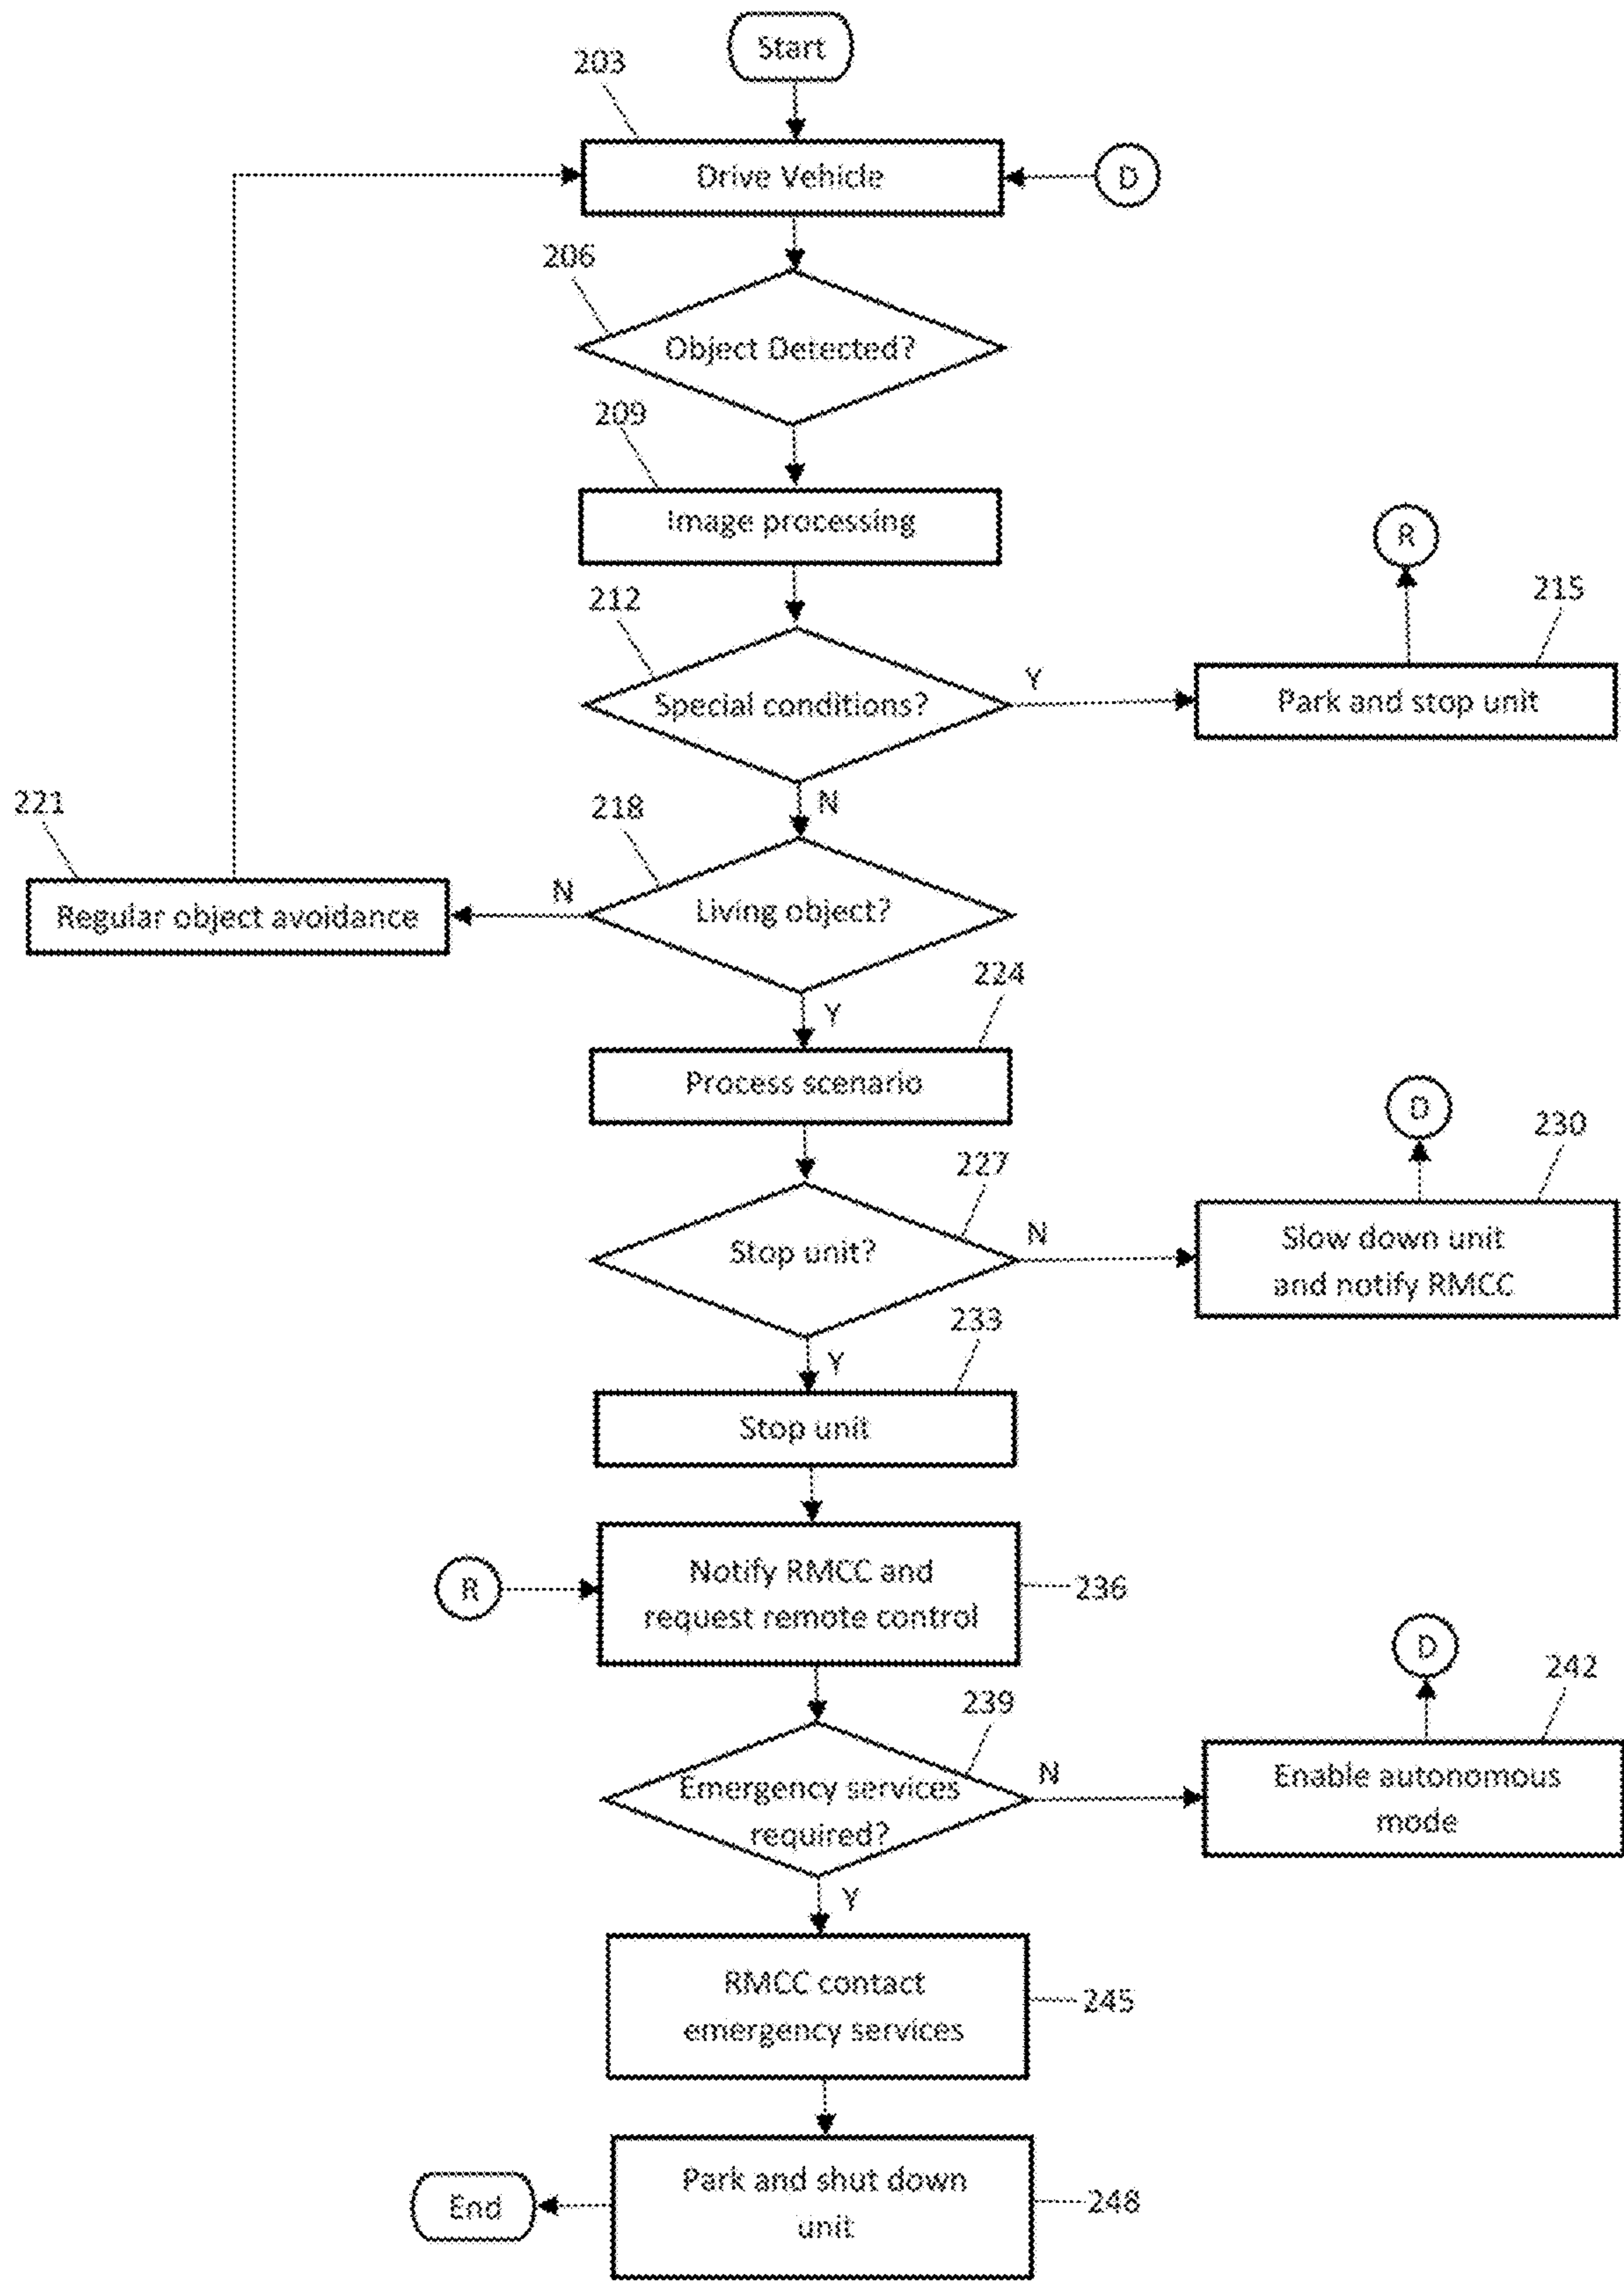 Start
203
Drive Vehicle
D
206
Object Detected?
209
Image processing
R
212
215
Special conditions?
Y
Park and stop unit
N
221
218
Regular object avoidance
N
Living object?
224
Y
Process scenario
D
230
227
Stop unit?
N
Slow down unit
and notify RMCC
233
Y
Stop unit
R
Notify RMCC and
request remote control
236
D
242
239
Emergency services
required?
N
Enable autonomous
mode
Y
RMCC contact
emergency services
245
End
Park and shut down
unit
248